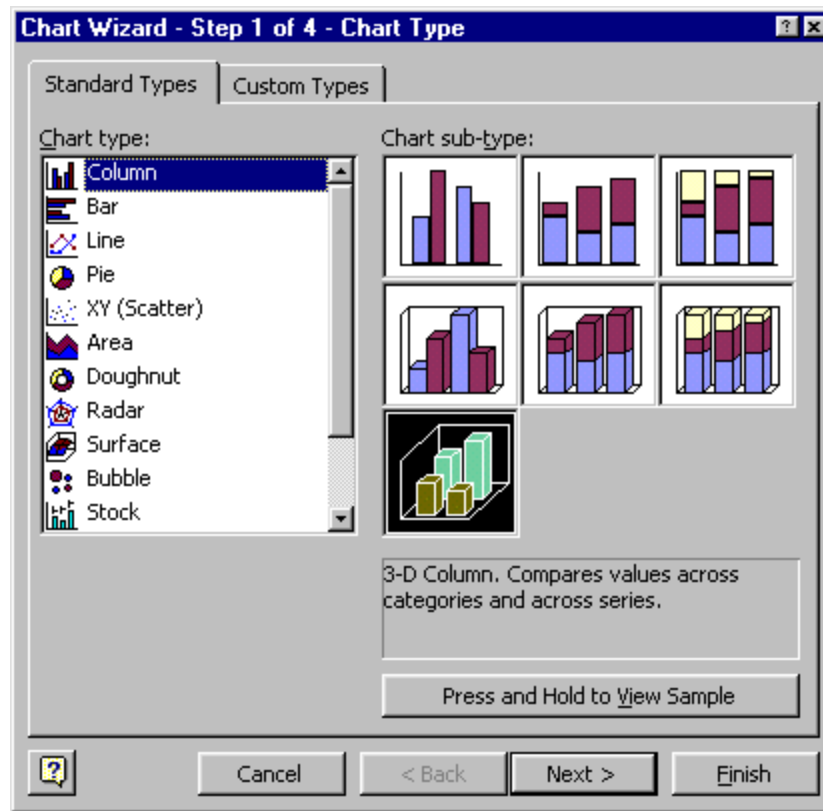 Chart Wizard - Step 1 of 4 - Chart Type
Standard Types
Custom Types
Chart type:
Column
Bar
Line
Pie
XY (Scatter)
Area
Doughnut
Radar
Surface
Bubble
Stock
Chart sub-type:
3-D Column. Compares values across
categories and across series.
Press and Hold to View Sample
Cancel
< Back
Next >
Finish